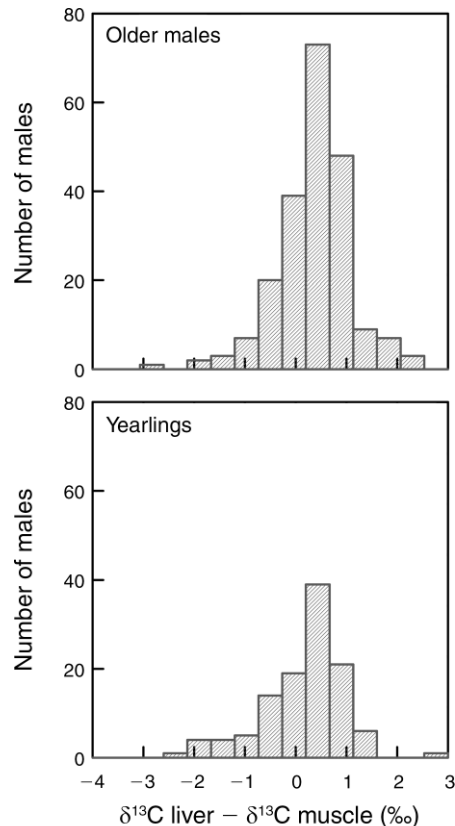 80
Older males
60
40
20
0
Number of males
80
Yearlings
60
40
20
0
Number of males
−4 −3 −2 −1 0 1 2 3
δ¹³C liver − δ¹³C muscle (‰)